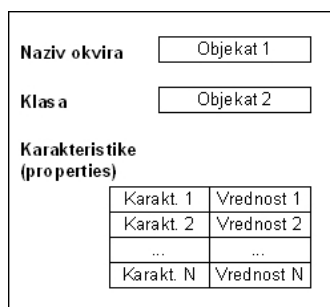 Naziv okvira Objekat 1
Klasa Objekat 2
Karakteristike
(properties)
Karakt. 1 Vrednost 1
Karakt. 2 Vrednost 2
... ...
Karakt. N Vrednost N